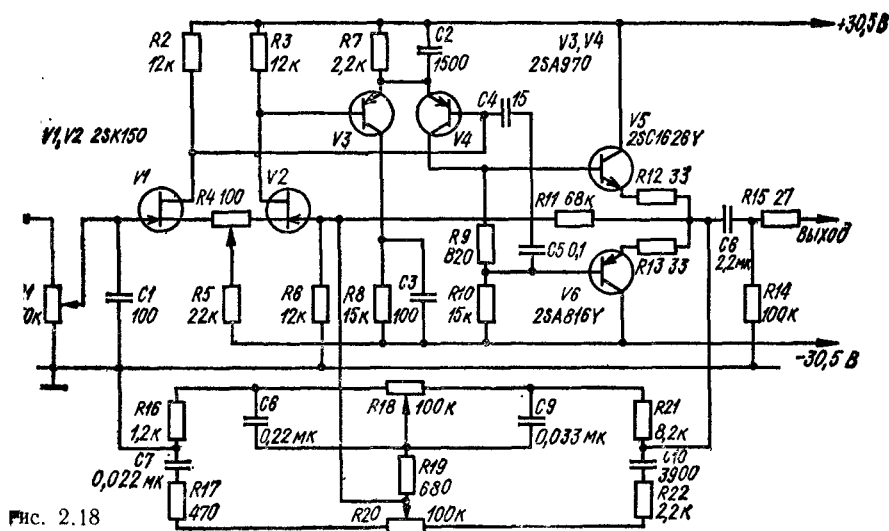 R2
12к
R3
12к
R7
2,2к
C2
1500
V3, V4
2SA970
+30,5В
V1, V2 2SK150
V3
V4
C4 15
V5
2SC1626Y
R12 33
V1
R4 100
V2
R11 68к
R15 27
ВЫХОД
R9
820
C5 0,1
R13 33
C6
2,2мк
C1
100
R5
22к
R6
12к
R8
15к
C3
100
R10
15к
V6
2SA816Y
R14
100к
-30,5В
R16
1,2к
C6
0,22мк
R18 100к
C9
0,033мк
R21
8,2к
C7
0,022мк
R19
680
C10
3900
R17
470
R20 100к
R22
2,2к
Рис. 2.18